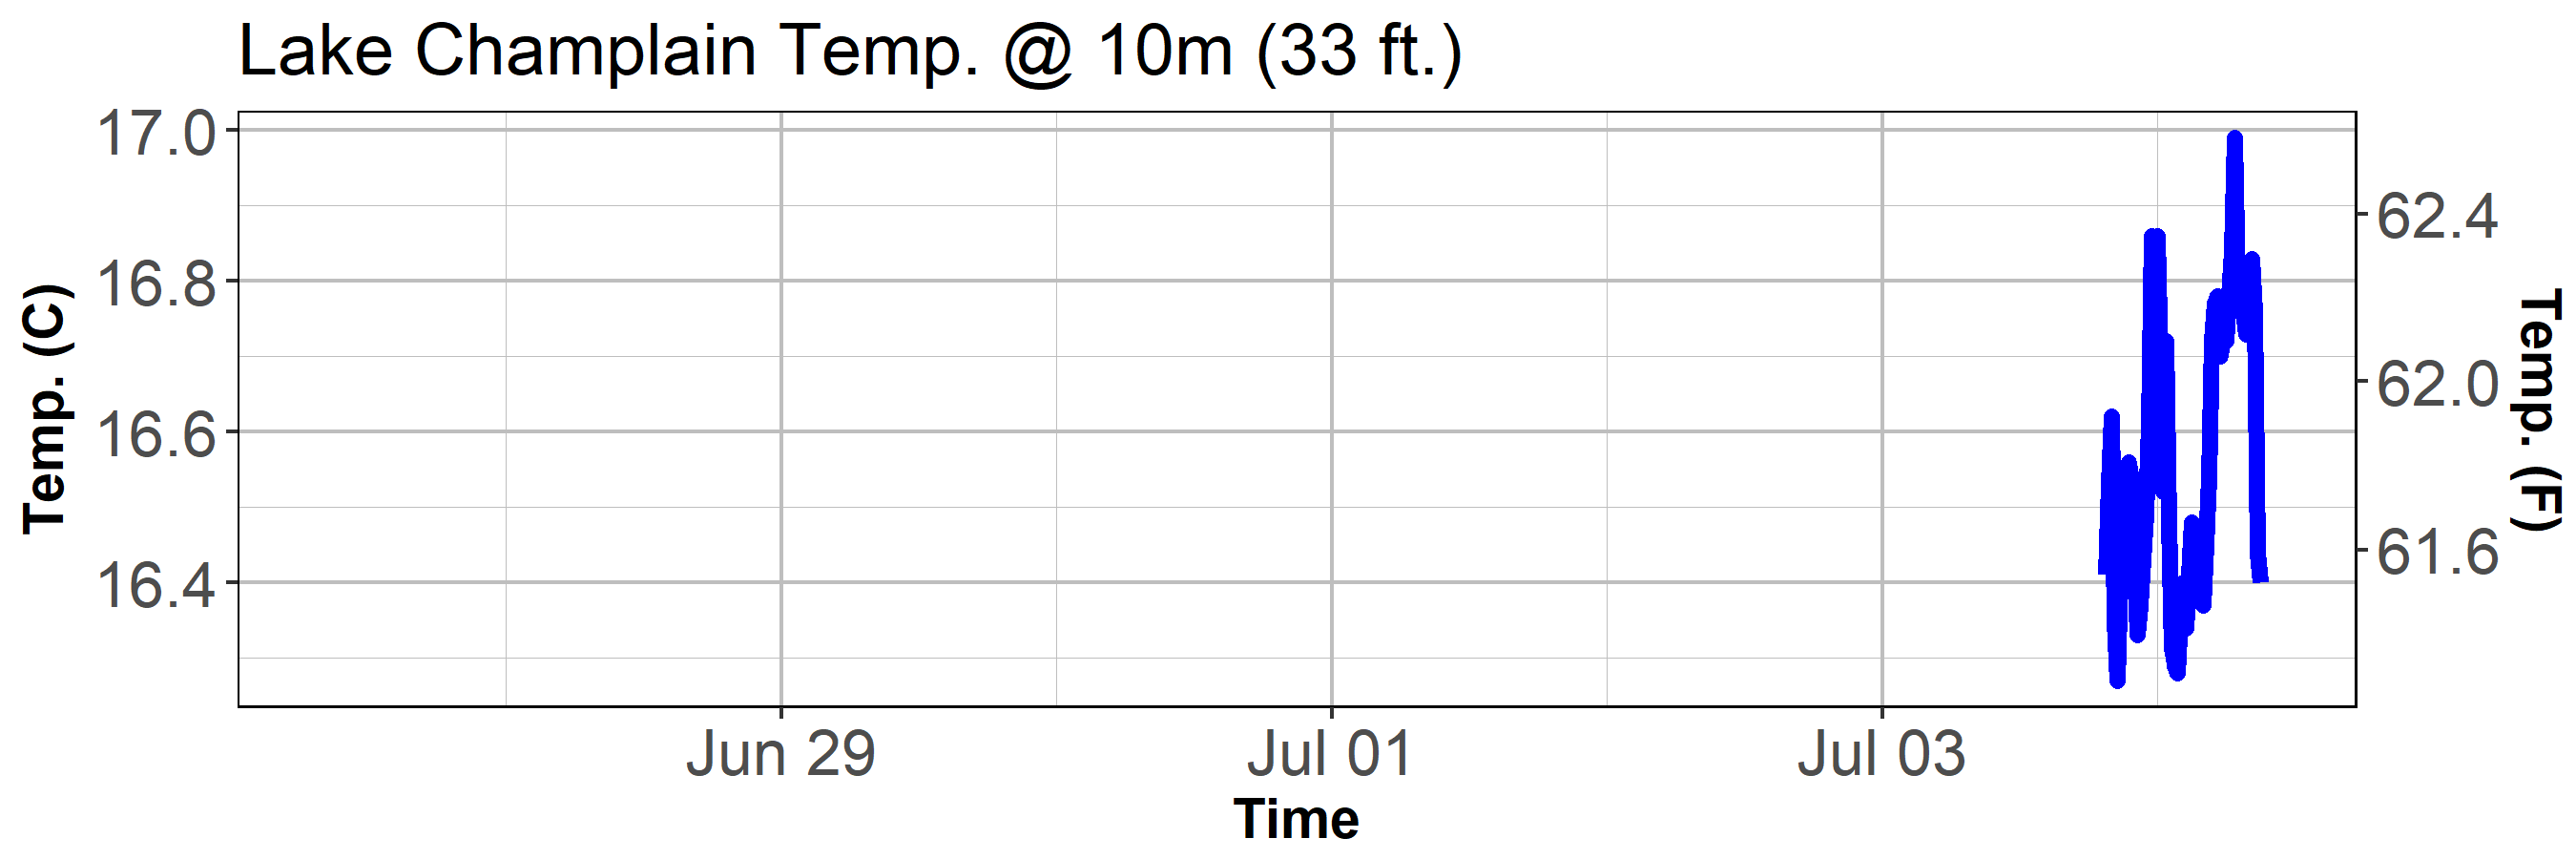 Lake Champlain Temp. @ 10m (33 ft.)
17.0
16.8
16.6
16.4
Temp. (C)
62.4
62.0
61.6
Temp. (F)
Jun 29
Jul 01
Jul 03
Time